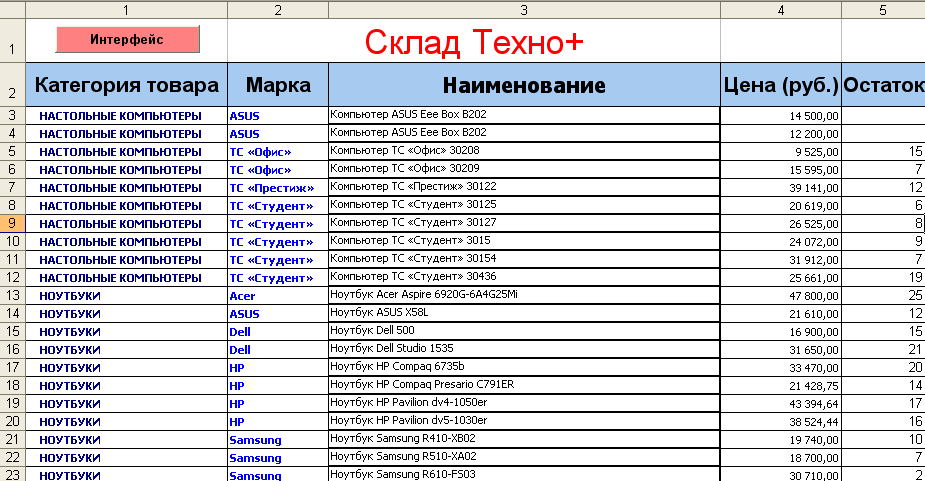 1 2 3 4 5
1 Интерфейс Склад Техно+
2 Категория товара Марка Наименование Цена (руб.) Остаток
3 НАСТОЛЬНЫЕ КОМПЬЮТЕРЫ ASUS Компьютер ASUS Eee Box B202 14 500,00
4 НАСТОЛЬНЫЕ КОМПЬЮТЕРЫ ASUS Компьютер ASUS Eee Box B202 12 200,00
5 НАСТОЛЬНЫЕ КОМПЬЮТЕРЫ ТС «Офис» Компьютер ТС «Офис» 30208 9 525,00 15
6 НАСТОЛЬНЫЕ КОМПЬЮТЕРЫ ТС «Офис» Компьютер ТС «Офис» 30209 15 595,00 7
7 НАСТОЛЬНЫЕ КОМПЬЮТЕРЫ ТС «Престиж» Компьютер ТС «Престиж» 30122 39 141,00 12
8 НАСТОЛЬНЫЕ КОМПЬЮТЕРЫ ТС «Студент» Компьютер ТС «Студент» 30125 20 619,00 6
9 НАСТОЛЬНЫЕ КОМПЬЮТЕРЫ ТС «Студент» Компьютер ТС «Студент» 30127 26 525,00 8
10 НАСТОЛЬНЫЕ КОМПЬЮТЕРЫ ТС «Студент» Компьютер ТС «Студент» 3015 24 072,00 9
11 НАСТОЛЬНЫЕ КОМПЬЮТЕРЫ ТС «Студент» Компьютер ТС «Студент» 30154 31 912,00 7
12 НАСТОЛЬНЫЕ КОМПЬЮТЕРЫ ТС «Студент» Компьютер ТС «Студент» 30436 25 661,00 19
13 НОУТБУКИ Acer Ноутбук Acer Aspire 6920G-6A4G25Mi 47 800,00 25
14 НОУТБУКИ ASUS Ноутбук ASUS X58L 21 610,00 12
15 НОУТБУКИ Dell Ноутбук Dell 500 16 900,00 15
16 НОУТБУКИ Dell Ноутбук Dell Studio 1535 31 650,00 21
17 НОУТБУКИ HP Ноутбук HP Compaq 6735b 33 470,00 20
18 НОУТБУКИ HP Ноутбук HP Compaq Presario C791ER 21 428,75 14
19 НОУТБУКИ HP Ноутбук HP Pavilion dv4-1050er 43 394,64 17
20 НОУТБУКИ HP Ноутбук HP Pavilion dv5-1030er 38 524,44 16
21 НОУТБУКИ Samsung Ноутбук Samsung R410-XB02 19 740,00 10
22 НОУТБУКИ Samsung Ноутбук Samsung R510-XA02 18 700,00 7
23 НОУТБУКИ Samsung Ноутбук Samsung R610-FS03 30 710,00 2